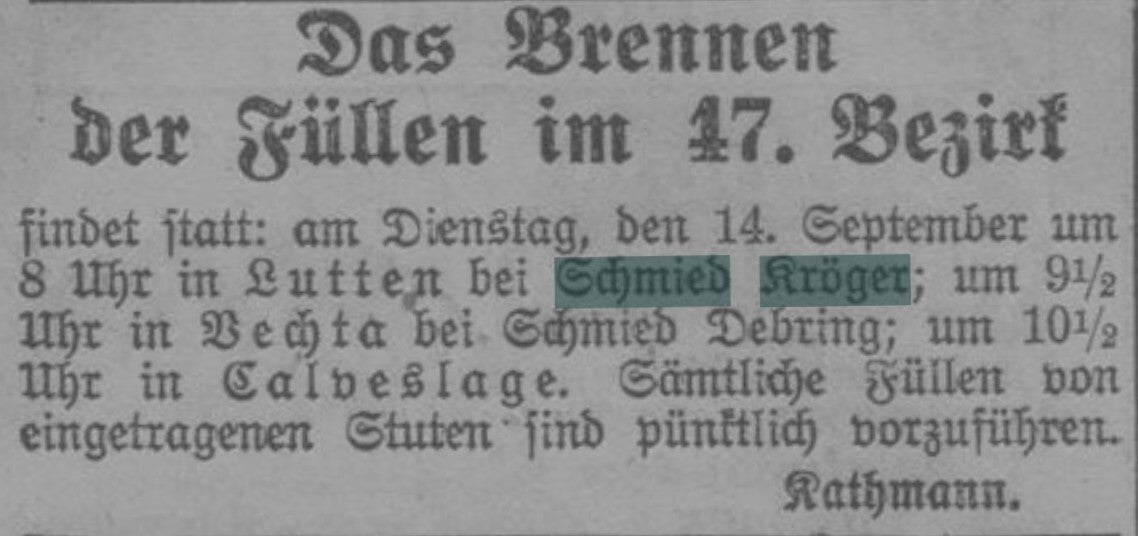 Das Brennen
der Füllen im 47. Bezirk
findet statt: am Dienstag, den 14. September um
8 Uhr in Lutten bei Schmied Kröger; um 9½
Uhr in Vechta bei Schmied Debring; um 10½
Uhr in Calveslage. Sämtliche Füllen von
eingetragenen Stuten sind pünktlich vorzuführen.
Kathmann.